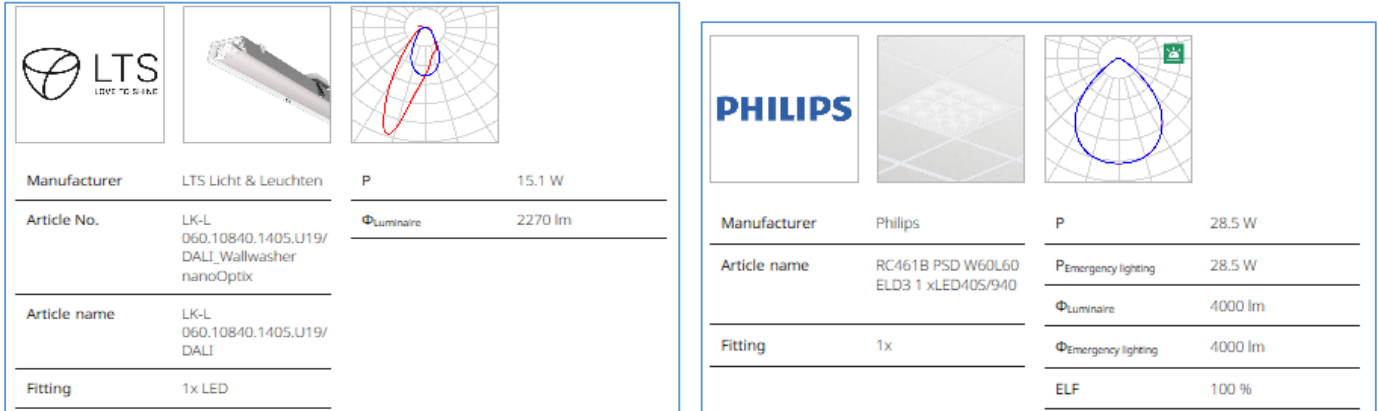 LTS
LOVE TO SHINE
Manufacturer LTS Licht & Leuchten
Article No. LK-L
060.10840.1405.U19/
DALI_Wallwasher
nanoOptix
Article name LK-L
060.10840.1405.U19/
DALI
Fitting 1x LED
P 15.1 W
ΦLuminaire 2270 lm
PHILIPS
Manufacturer Philips
Article name RC461B PSD W60L60
ELD3 1 xLED40S/940
Fitting 1x
P 28.5 W
PEmergency lighting 28.5 W
ΦLuminaire 4000 lm
ΦEmergency lighting 4000 lm
ELF 100 %